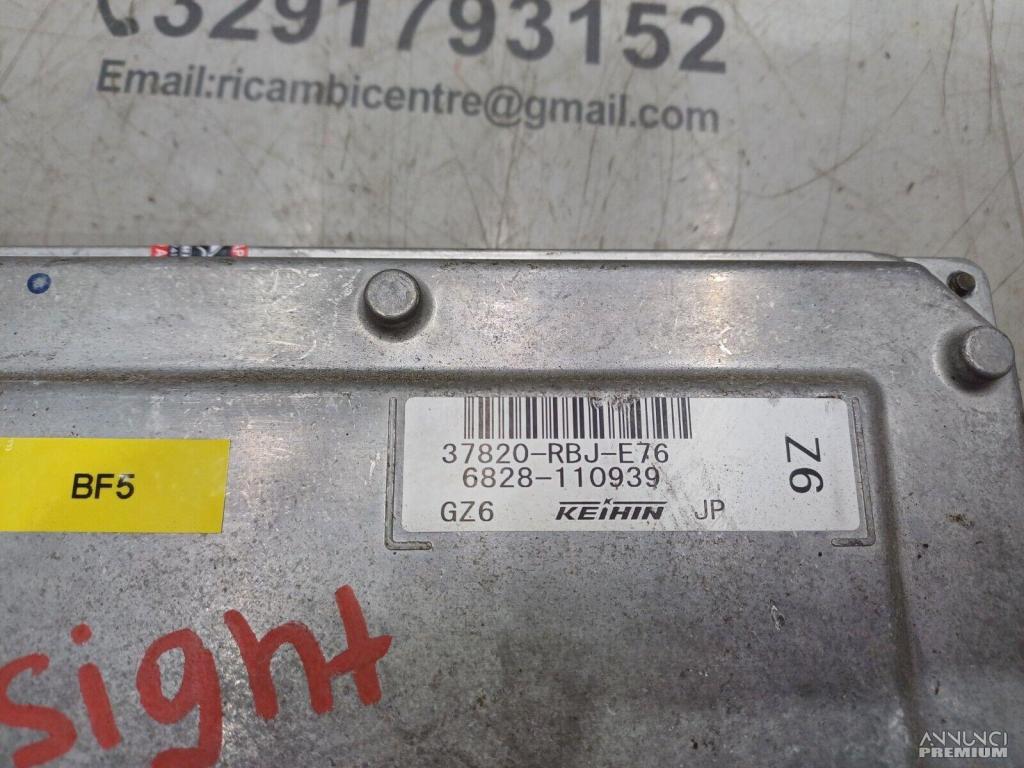 3291793152
Email:ricambicentre@gmail.com
37820-RBJ-E76
6828-110939
GZ6 KEIHIN JP
Z6
BF5
sight
ANNUNCI
PREMIUM